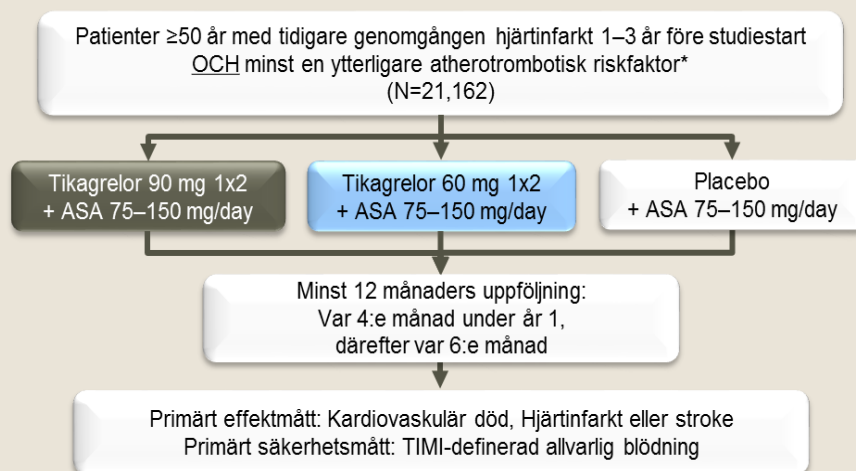 Patienter ≥50 år med tidigare genomgången hjärtinfarkt 1–3 år före studiestart
OCH minst en ytterligare atherotrombotisk riskfaktor*
(N=21,162)
Tikagrelor 90 mg 1x2
+ ASA 75–150 mg/day
Tikagrelor 60 mg 1x2
+ ASA 75–150 mg/day
Placebo
+ ASA 75–150 mg/day
Minst 12 månaders uppföljning:
Var 4:e månad under år 1,
därefter var 6:e månad
Primärt effektmått: Kardiovaskulär död, Hjärtinfarkt eller stroke
Primärt säkerhetsmått: TIMI-definerad allvarlig blödning